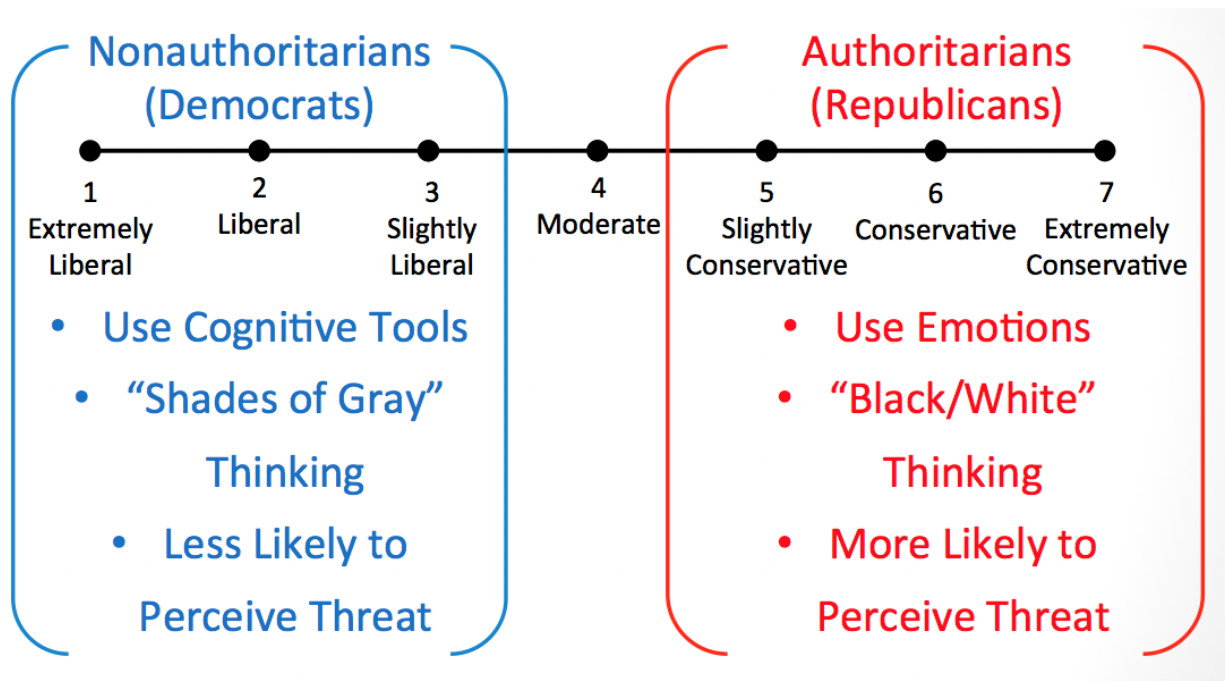 Nonauthoritarians
(Democrats)
Authoritarians
(Republicans)
1
Extremely
Liberal
2
Liberal
3
Slightly
Liberal
4
Moderate
5
Slightly
Conservative
6
Conservative
7
Extremely
Conservative
• Use Cognitive Tools
• “Shades of Gray”
Thinking
• Less Likely to
Perceive Threat
• Use Emotions
• “Black/White”
Thinking
• More Likely to
Perceive Threat